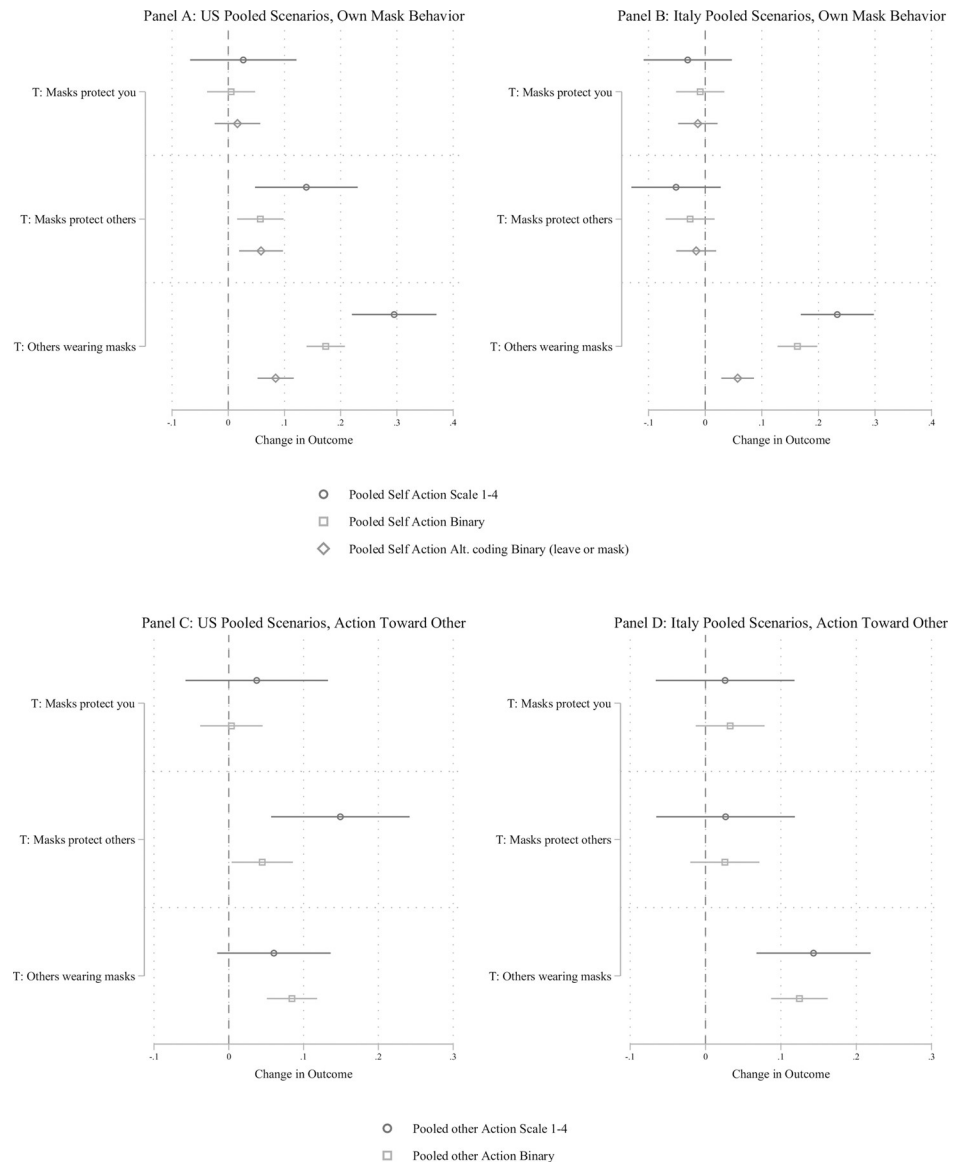 Panel A: US Pooled Scenarios, Own Mask Behavior
T: Masks protect you
T: Masks protect others
T: Others wearing masks
-.1 0 .1 .2 .3 .4
Change in Outcome
Panel B: Italy Pooled Scenarios, Own Mask Behavior
T: Masks protect you
T: Masks protect others
T: Others wearing masks
-.1 0 .1 .2 .3 .4
Change in Outcome
Pooled Self Action Scale 1-4
Pooled Self Action Binary
Pooled Self Action Alt. coding Binary (leave or mask)
Panel C: US Pooled Scenarios, Action Toward Other
T: Masks protect you
T: Masks protect others
T: Others wearing masks
-.1 0 .1 .2 .3
Change in Outcome
Panel D: Italy Pooled Scenarios, Action Toward Other
T: Masks protect you
T: Masks protect others
T: Others wearing masks
-.1 0 .1 .2 .3
Change in Outcome
Pooled other Action Scale 1-4
Pooled other Action Binary